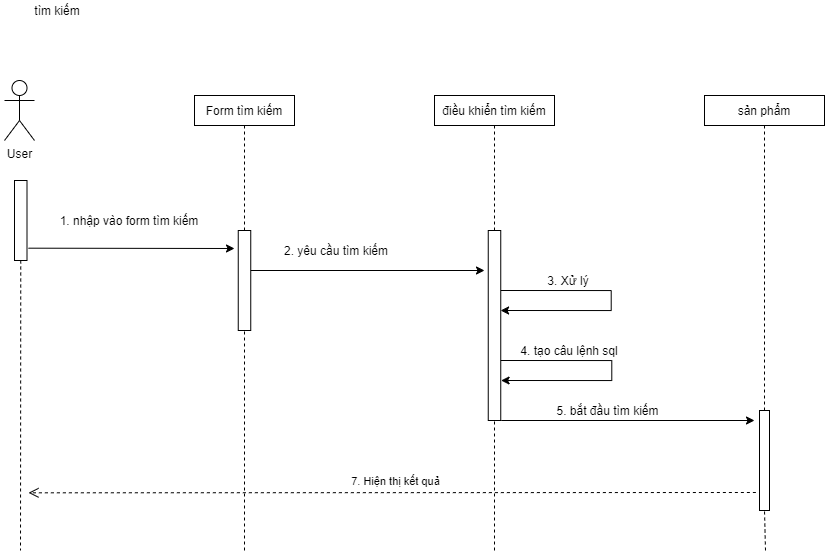 tìm kiếm
Form tìm kiếm
điều khiển tìm kiếm
sản phẩm
User
1. nhập vào form tìm kiếm
2. yêu cầu tìm kiếm
3. Xử lý
4. tạo câu lệnh sql
5. bắt đầu tìm kiếm
7. Hiện thị kết quả